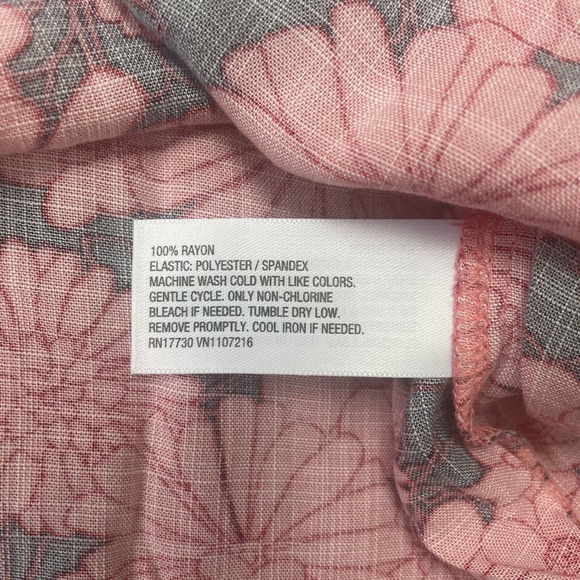 100% RAYON
ELASTIC: POLYESTER / SPANDEX
MACHINE WASH COLD WITH LIKE COLORS.
GENTLE CYCLE. ONLY NON-CHLORINE
BLEACH IF NEEDED. TUMBLE DRY LOW.
REMOVE PROMPTLY. COOL IRON IF NEEDED.
RN17730 VN1107216